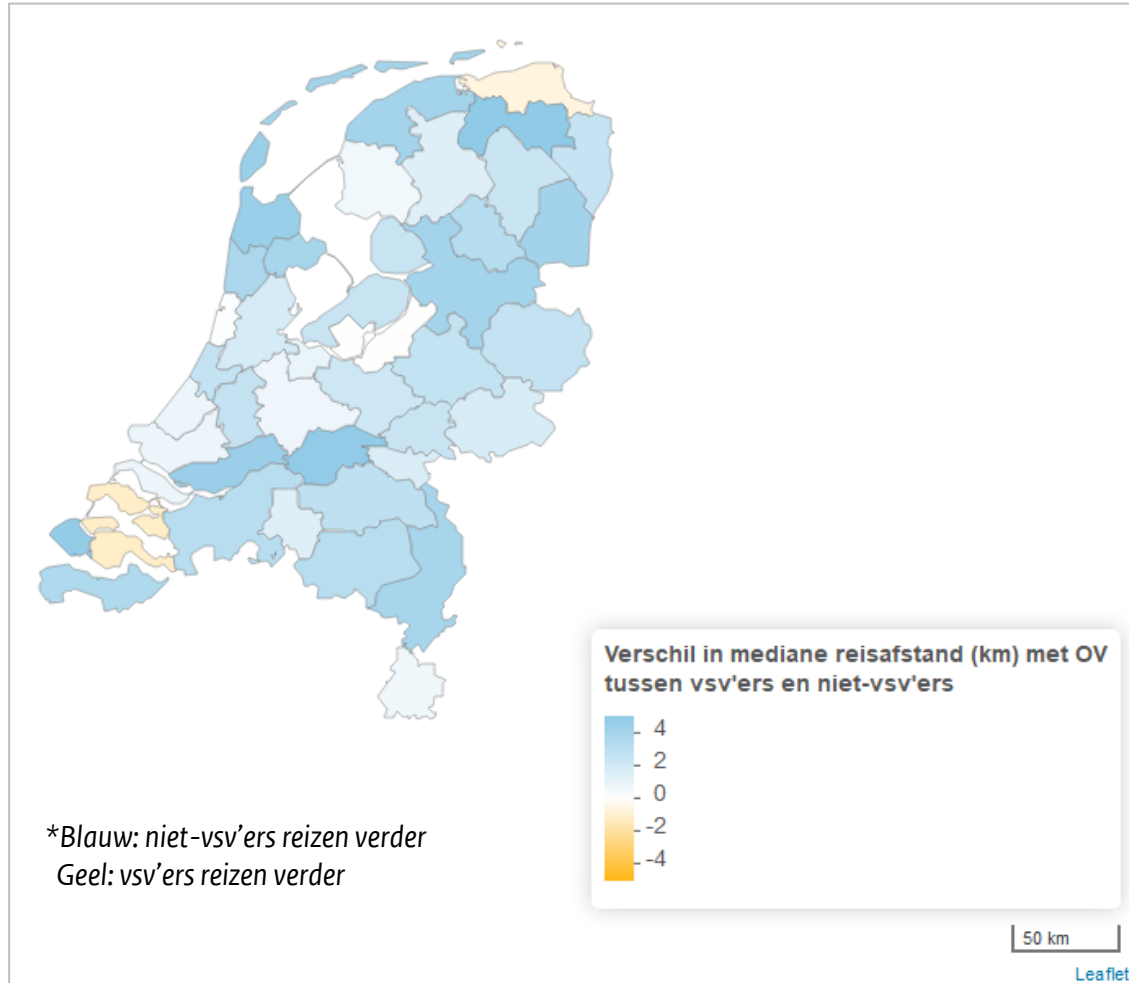 Verschil in mediane reisafstand (km) met OV
tussen vsv'ers en niet-vsv'ers
4
2
0
-2
-4
*Blauw: niet-vsv’ers reizen verder
Geel: vsv’ers reizen verder
50 km
Leaflet